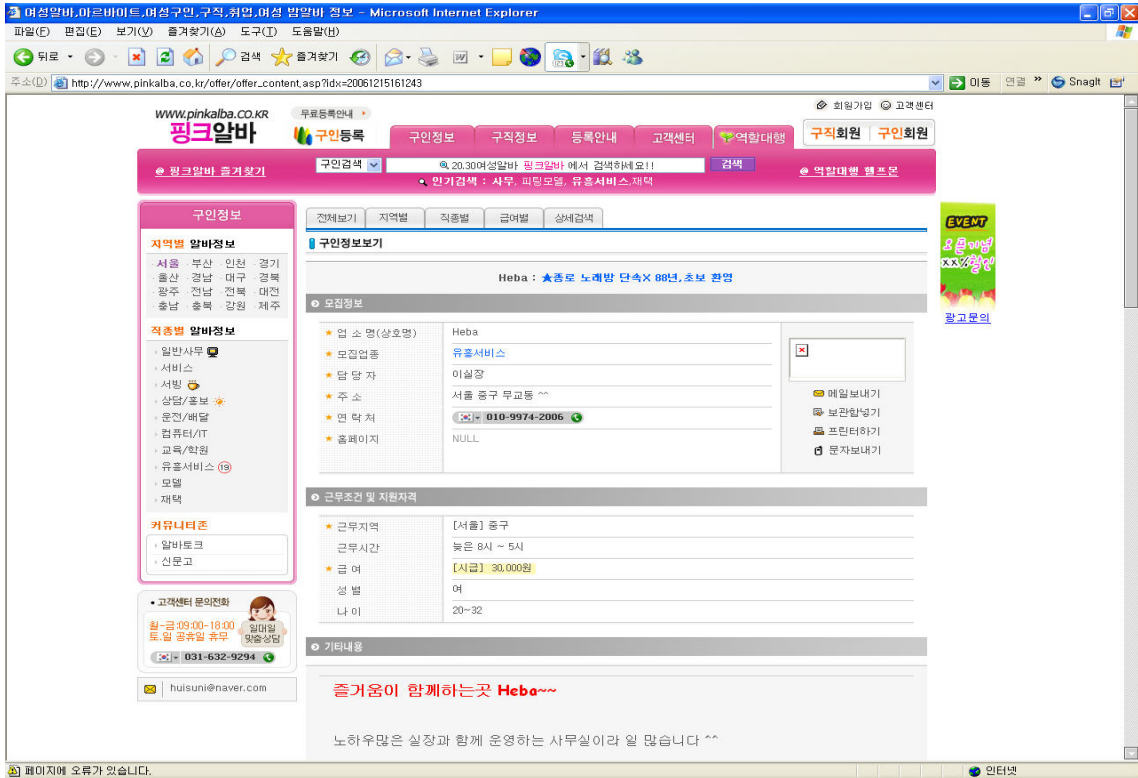 여성알바,아르바이트,여성구인,구직,취업,여성 밤알바 정보 - Microsoft Internet Explorer
파일(F) 편집(E) 보기(V) 즐겨찾기(A) 도구(T) 도움말(H)
뒤로 검색 즐겨찾기
주소(D) http://www.pinkalba.co.kr/offer/offer_content.asp?idx=20061215161243 이동 연결 » SnagIt
회원가입 고객센터
www.pinkalba.CO.KR 무료등록안내
핑크알바 구인등록 구인정보 구직정보 등록안내 고객센터 역할대행 구직회원 구인회원
@ 핑크알바 즐겨찾기 구인검색 20,30여성알바 핑크알바 에서 검색하세요!! 검색 @ 역할대행 헬프몬
인기검색 : 사무, 피팅모델, 유흥서비스,재택
구인정보
지역별 알바정보
서울 부산 인천 경기
울산 경남 대구 경북
광주 전남 전북 대전
충남 충북 강원 제주
직종별 알바정보
일반사무
서비스
서빙
상담/홍보
운전/배달
컴퓨터/IT
교육/학원
유흥서비스 19
모델
재택
커뮤니티존
알바토크
신문고
고객센터 문의전화
월~금:09:00~18:00
토.일 공휴일 휴무
일대일
맞춤상담
031-632-9294
huisuni@naver.com
전체보기 지역별 직종별 급여별 상세검색
구인정보보기
Heba : ★종로 노래방 단속X 88년,초보 환영
모집정보
★ 업 소 명(상호명) Heba
★ 모집업종 유흥서비스
★ 담 당 자 이실장
★ 주 소 서울 중구 무교동 ^^
★ 연 락 처 010-9974-2006
★ 홈페이지 NULL
메일보내기
보관함넣기
프린터하기
문자보내기
근무조건 및 지원자격
★ 근무지역 [서울] 중구
근무시간 늦은 8시 ~ 5시
★ 급 여 [시급] 30,000원
성 별 여
나 이 20~32
기타내용
즐거움이 함께하는곳 Heba~~
노하우많은 실장과 함께 운영하는 사무실이라 일 많습니다 ^^
EVENT
오픈기념
xx%할인
광고문의
페이지에 오류가 있습니다. 인터넷